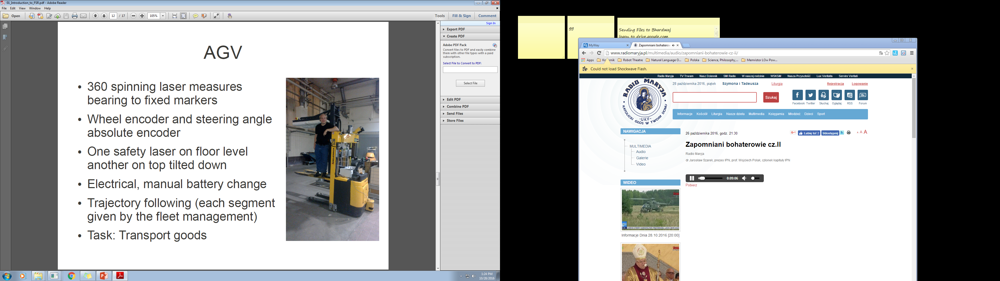 01_Introduction_to_FSR.pdf - Adobe Reader
File Edit View Window Help
Open
12 / 17
105%
Tools Fill & Sign Comment
Sign In
Export PDF
Create PDF
Adobe PDF Pack
Convert files to PDF and easily combine
them with other file types with a paid
subscription.
Select File to Convert to PDF:
Select File
Edit PDF
Combine PDF
Send Files
Store Files
AGV
• 360 spinning laser measures
bearing to fixed markers
• Wheel encoder and steering angle
absolute encoder
• One safety laser on floor level
another on top tilted down
• Electrical, manual battery change
• Trajectory following (each segment
given by the fleet management)
• Task: Transport goods
04
JUNGHEINRICH
1:24 PM
10/28/2016
gg
Sending Files to Bhardwaj
logon to drive.google.com
MyWay
Zapomniani bohaterow
www.radiomaryja.pl/multimedia/audio/zapomniani-bohaterowie-cz-ii/
Apps
Robot Theatre
Natural Language O...
Polska
Science, Philosophy,...
Memristor LOw Pow...
Could not load Shockwave Flash.
Radio Maryja TV Trwam Nasz Dziennik SIM Radio W naszej rodzinie WSKSiM Nasza Przyszłość Lux Veritatis Servire Veritati
RADIO MARYJA
KATOLICKI GŁOS W TWOIM DOMU
·UKF·
28 października 2016, piątek Szymona i Tadeusza Liturgia Rejestracja Logowanie
Szukaj
Facebook Twitter Słuchaj Oglądaj RSS Forum
Informacje Kościół Liturgia Nasze dzieła Multimedia Księgarnia Młodzież Dzieci Sport
NAWIGACJA
MULTIMEDIA
Audio
Galerie
Video
WIDEO
Informacje Dnia 28.10.2016 [20:00]
26 października 2016, godz. 21:30
G+1 Lubię to! 2 Udostępnij
A A A
Zapomniani bohaterowie cz.II
Radio Maryja
dr Jarosław Szarek, prezes IPN, prof. Wojciech Polak, członek kapituły IPN
0:09:06
Pobierz